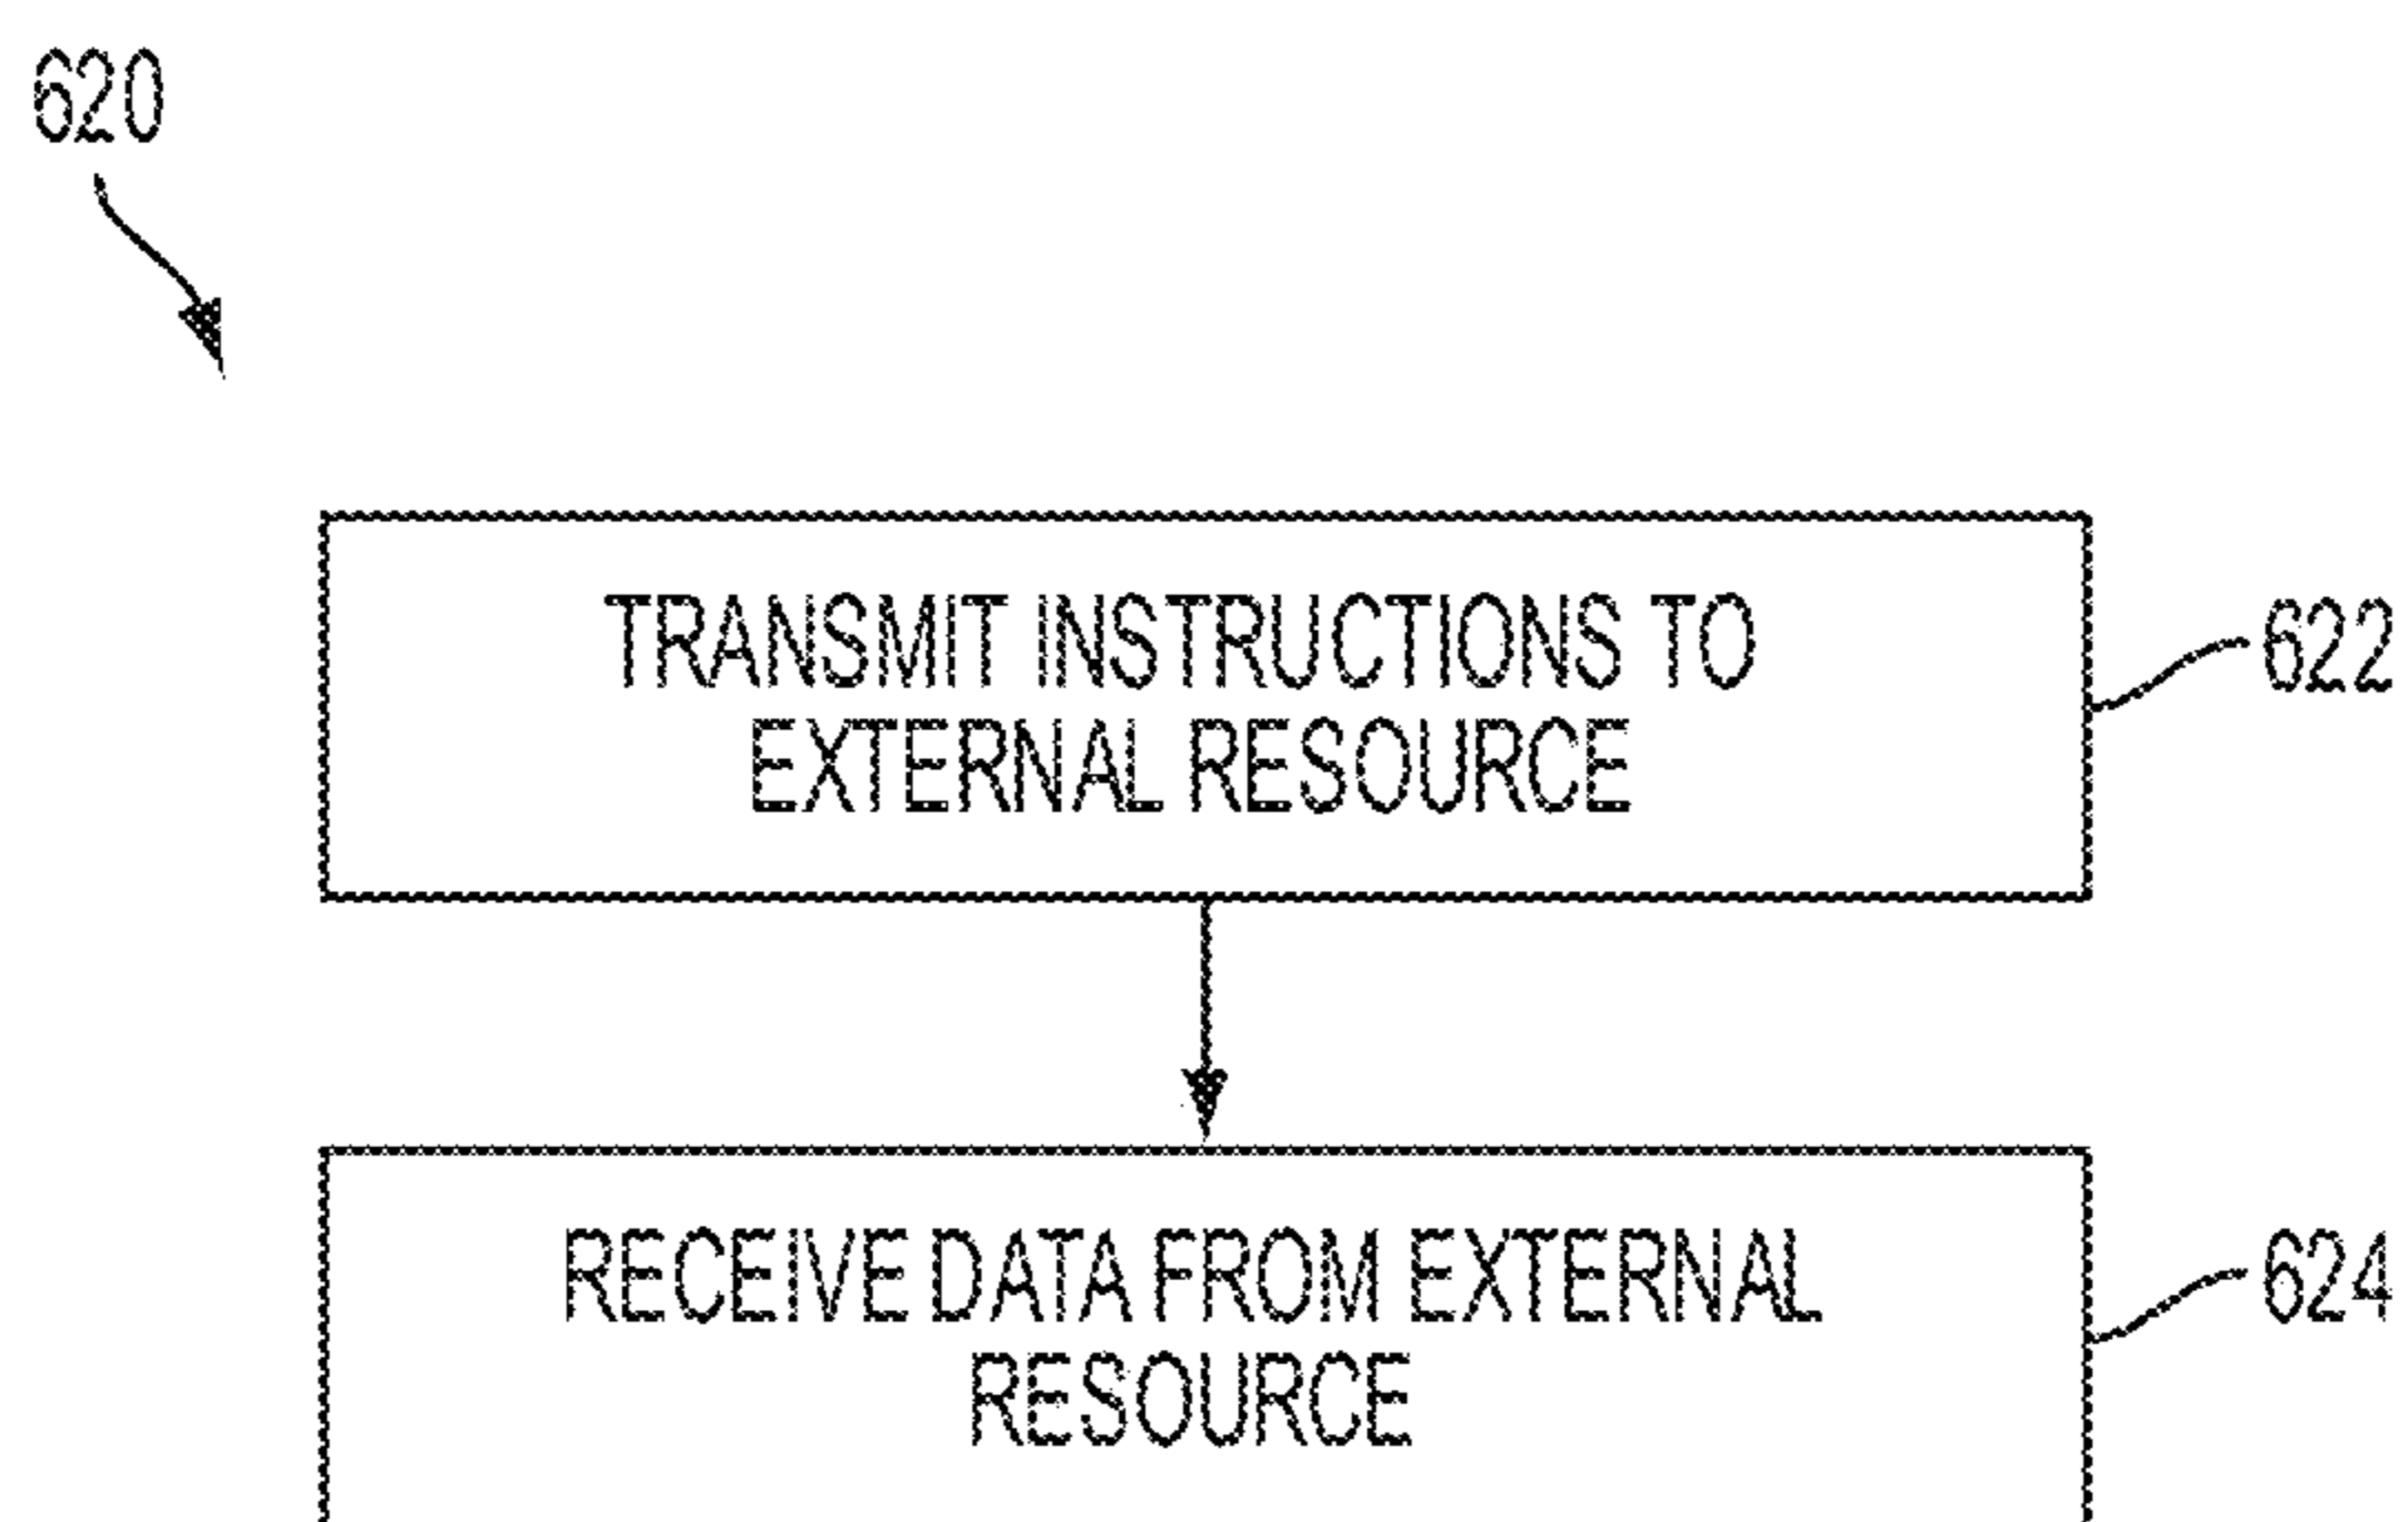 620
TRANSMIT INSTRUCTIONS TO
EXTERNAL RESOURCE
622
RECEIVE DATA FROM EXTERNAL
RESOURCE
624